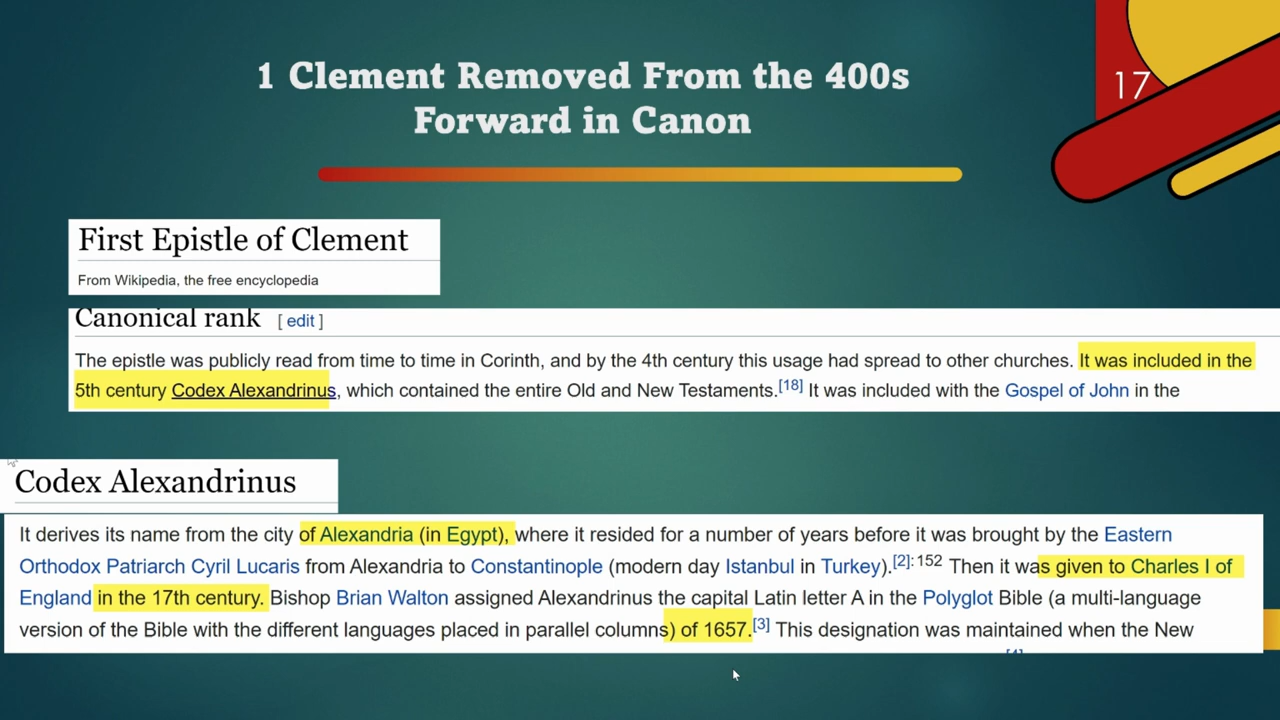 1 Clement Removed From the 400s
Forward in Canon
17
First Epistle of Clement
From Wikipedia, the free encyclopedia
Canonical rank [ edit ]
The epistle was publicly read from time to time in Corinth, and by the 4th century this usage had spread to other churches. It was included in the
5th century Codex Alexandrinus, which contained the entire Old and New Testaments.[18] It was included with the Gospel of John in the
Codex Alexandrinus
It derives its name from the city of Alexandria (in Egypt), where it resided for a number of years before it was brought by the Eastern
Orthodox Patriarch Cyril Lucaris from Alexandria to Constantinople (modern day Istanbul in Turkey).[2]:152 Then it was given to Charles I of
England in the 17th century. Bishop Brian Walton assigned Alexandrinus the capital Latin letter A in the Polyglot Bible (a multi-language
version of the Bible with the different languages placed in parallel columns) of 1657.[3] This designation was maintained when the New